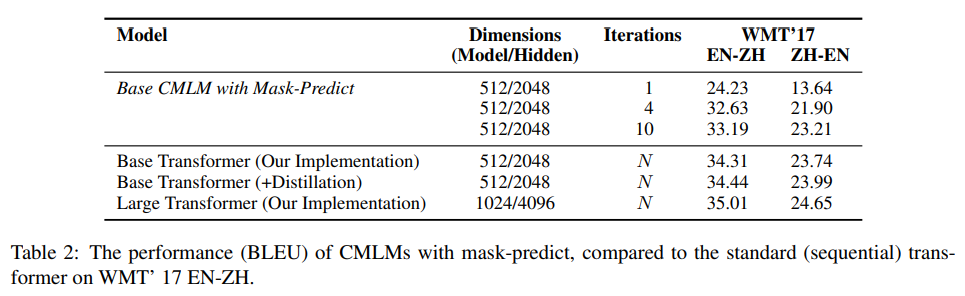 Model Dimensions Iterations WMT'17
(Model/Hidden) EN-ZH ZH-EN
Base CMLM with Mask-Predict 512/2048 1 24.23 13.64
512/2048 4 32.63 21.90
512/2048 10 33.19 23.21
Base Transformer (Our Implementation) 512/2048 N 34.31 23.74
Base Transformer (+Distillation) 512/2048 N 34.44 23.99
Large Transformer (Our Implementation) 1024/4096 N 35.01 24.65
Table 2: The performance (BLEU) of CMLMs with mask-predict, compared to the standard (sequential) trans-
former on WMT' 17 EN-ZH.